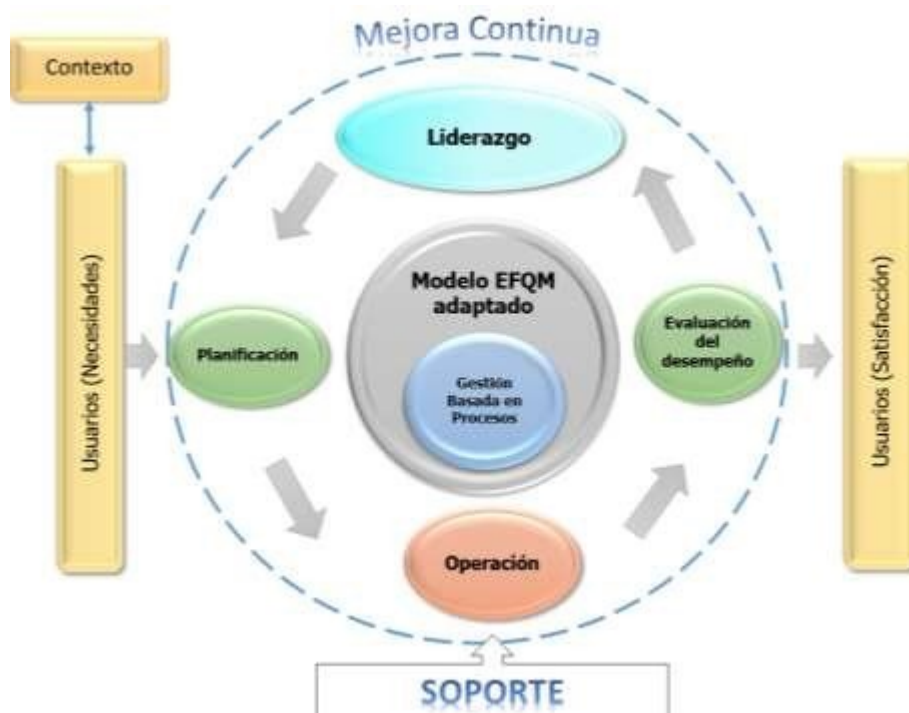 Mejora Continua
Contexto
Liderazgo
Usuarios (Necesidades)
Planificación
Modelo EFQM
adaptado
Gestión
Basada en
Procesos
Evaluación
del
desempeño
Usuarios (Satisfacción)
Operación
SOPORTE